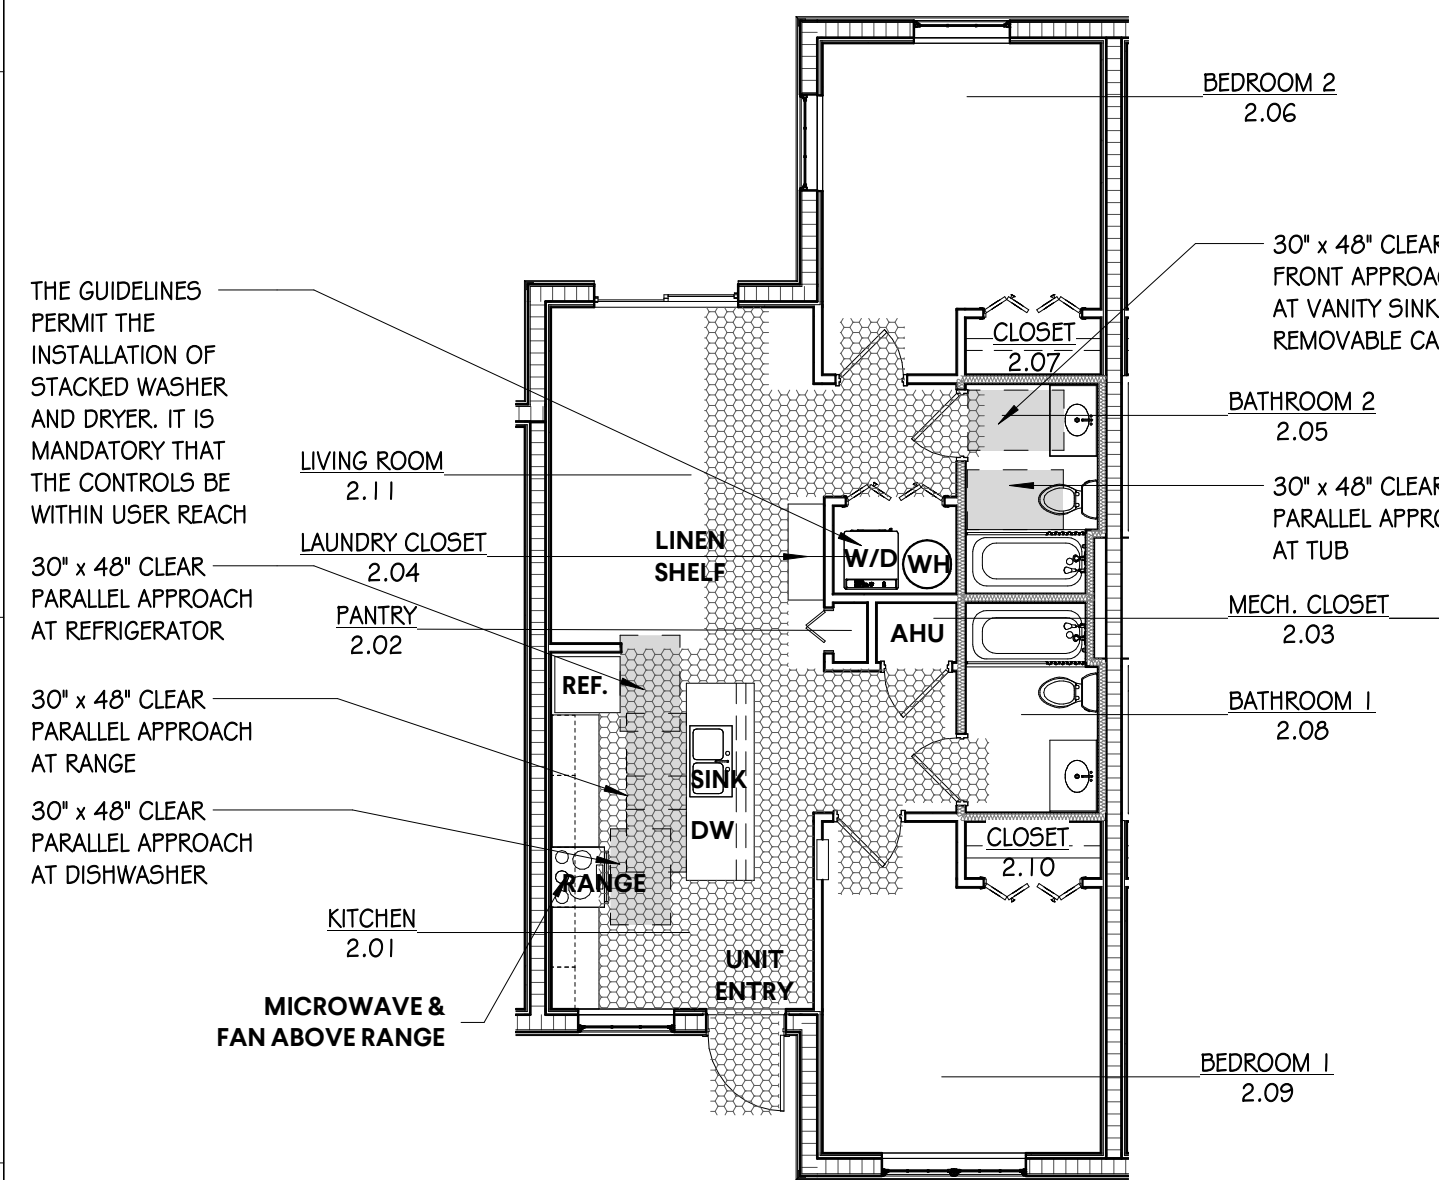 BEDROOM 2
2.06
30" x 48" CLEAR
FRONT APPROA
AT VANITY SINK
REMOVABLE CA
THE GUIDELINES
PERMIT THE
INSTALLATION OF
STACKED WASHER
AND DRYER. IT IS
MANDATORY THAT
THE CONTROLS BE
WITHIN USER REACH
CLOSET
2.07
BATHROOM 2
2.05
LIVING ROOM
2.11
30" x 48" CLEAR
PARALLEL APPRO
AT TUB
LAUNDRY CLOSET
2.04
LINEN
SHELF
W/D
WH
30" x 48" CLEAR
PARALLEL APPROACH
AT REFRIGERATOR
PANTRY
2.02
AHU
MECH. CLOSET
2.03
REF.
30" x 48" CLEAR
PARALLEL APPROACH
AT RANGE
BATHROOM 1
2.08
SINK
DW
30" x 48" CLEAR
PARALLEL APPROACH
AT DISHWASHER
CLOSET
2.10
RANGE
KITCHEN
2.01
UNIT
ENTRY
MICROWAVE &
FAN ABOVE RANGE
BEDROOM 1
2.09